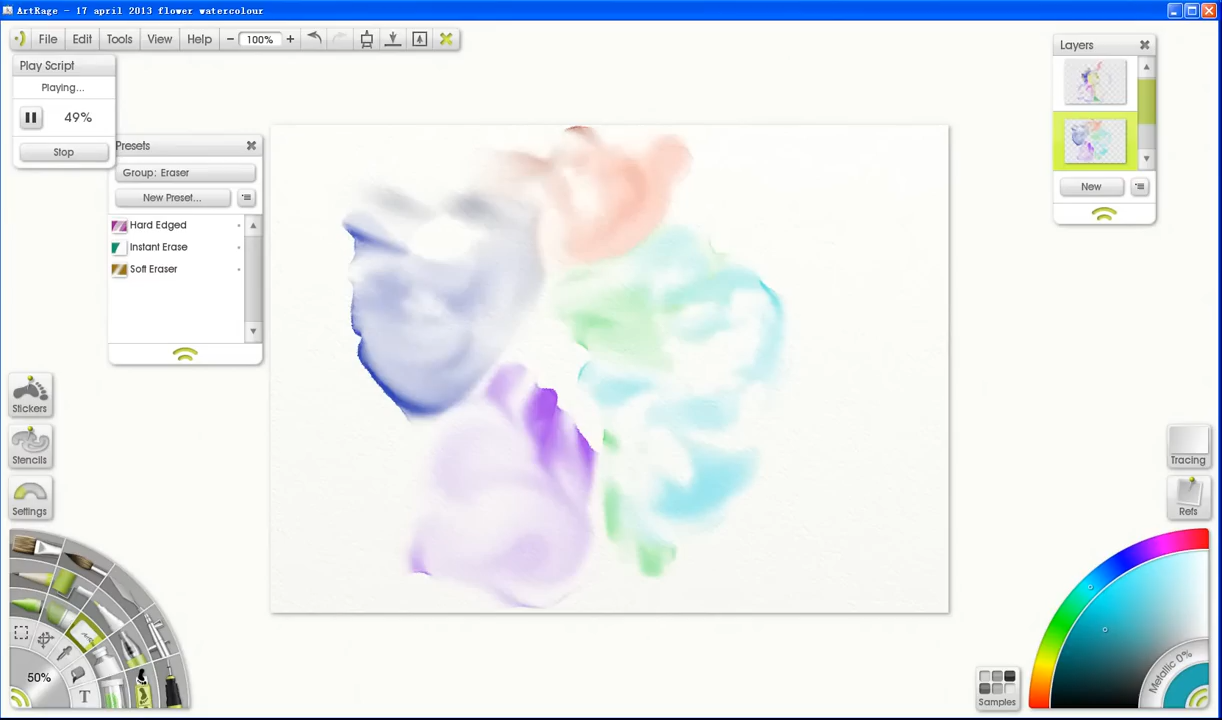 ArtRage - 17 april 2013 flower watercolour
File Edit Tools View Help 100%
Play Script
Playing...
49%
Stop
Presets
Group: Eraser
New Preset...
Hard Edged
Instant Erase
Soft Eraser
Layers
New
Stickers
Stencils
Settings
50%
T
Tracing
Refs
Metallic 0%
Samples